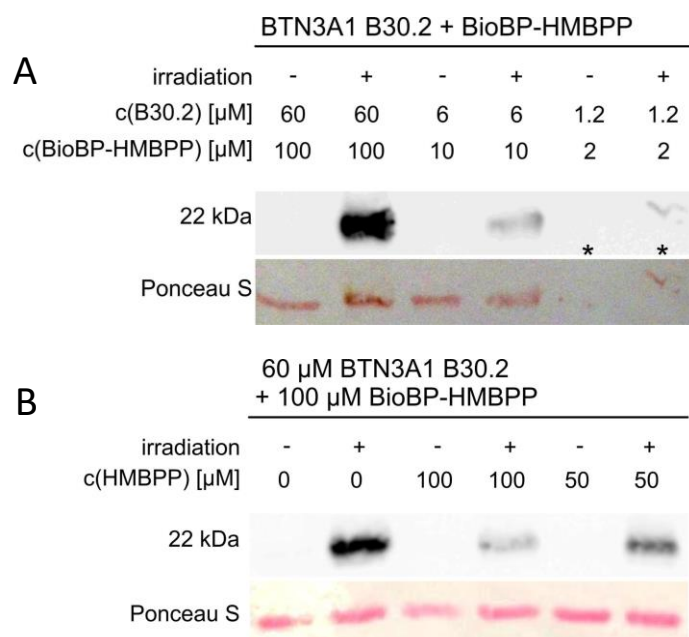 BTN3A1 B30.2 + BioBP-HMBPP
A
irradiation - + - + - +
c(B30.2) [µM] 60 60 6 6 1.2 1.2
c(BioBP-HMBPP) [µM] 100 100 10 10 2 2
22 kDa
* *
Ponceau S
60 µM BTN3A1 B30.2
+ 100 µM BioBP-HMBPP
B
irradiation - + - + - +
c(HMBPP) [µM] 0 0 100 100 50 50
22 kDa
Ponceau S